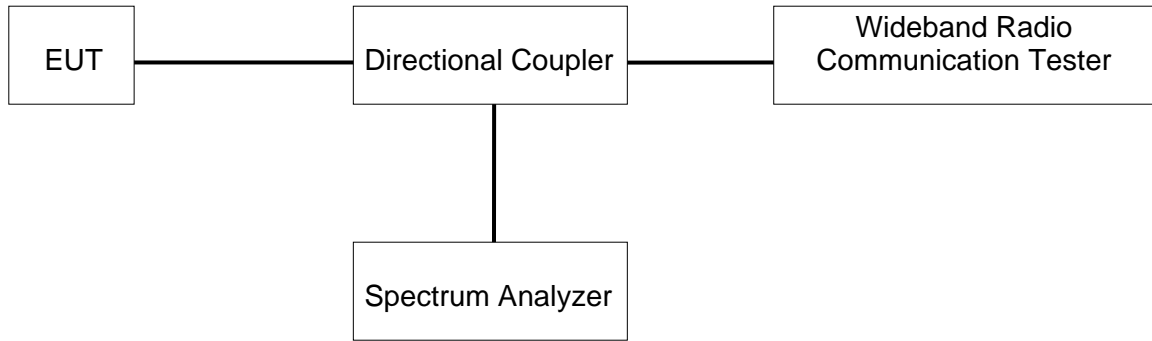 EUT
Directional Coupler
Wideband Radio
Communication Tester
Spectrum Analyzer